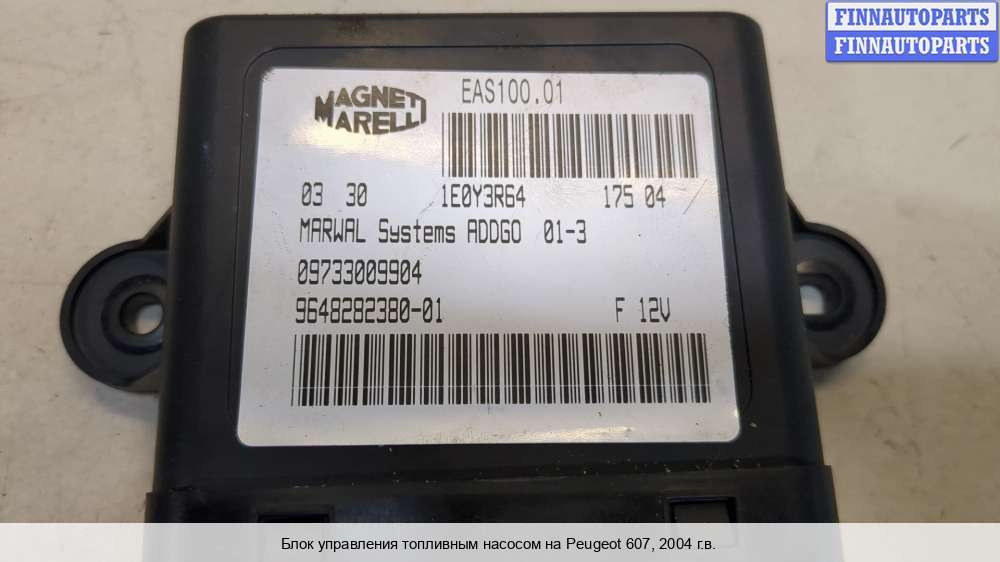 FINNAUTOPARTS
FINNAUTOPARTS
MAGNETI
MARELLI
EAS100.01
03 30 1E0Y3R64 175 04
MARWAL Systems ADDGO 01-3
09733009904
9648282380-01 F 12V
Блок управления топливным насосом на Peugeot 607, 2004 г.в.